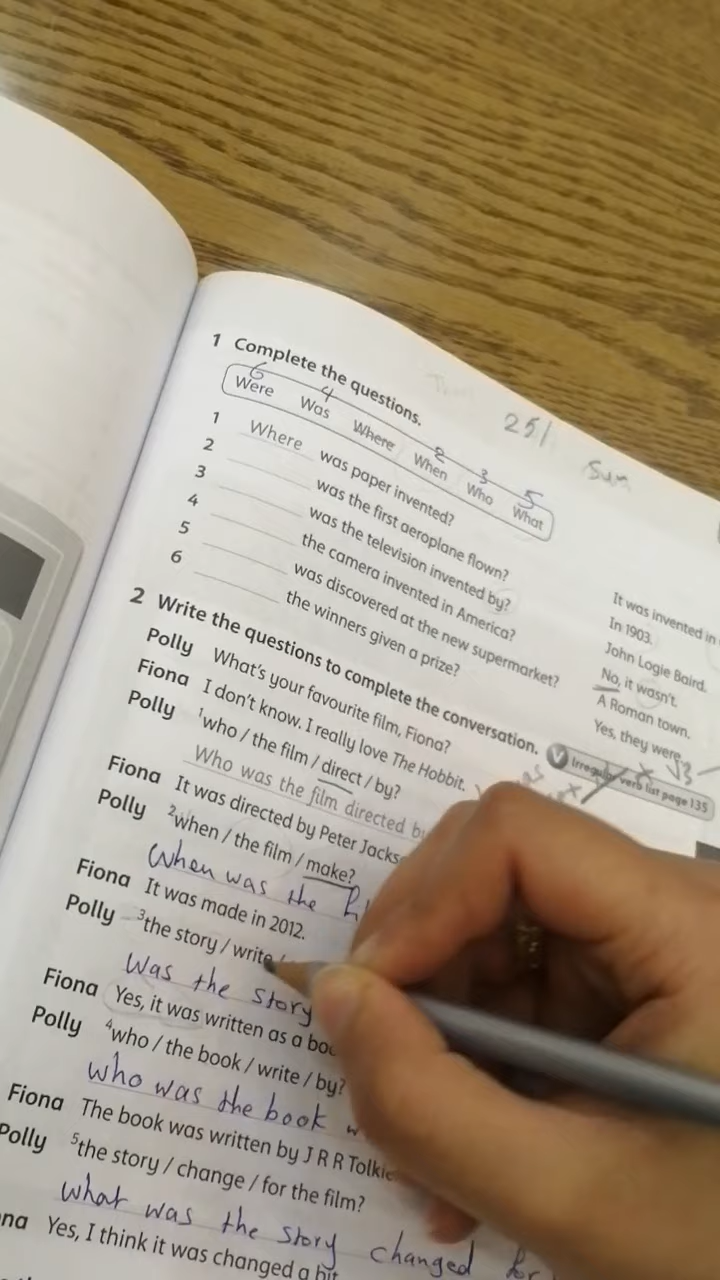 1 Complete the questions.
6 4 2 3 5
Were Was Where When Who What
25/ Sun
1 Where was paper invented?
2 was the first aeroplane flown?
3 was the television invented by?
4 the camera invented in America?
5 was discovered at the new supermarket?
6 the winners given a prize?
It was invented in
In 1903.
John Logie Baird.
No, it wasn't.
A Roman town.
Yes, they were.
2 Write the questions to complete the conversation.
V Irregular verb list page 135
Polly What's your favourite film, Fiona?
Fiona I don't know. I really love The Hobbit.
Polly 1who / the film / direct / by?
Who was the film directed by
Fiona It was directed by Peter Jacks
Polly 2when / the film / make?
When was the
Fiona It was made in 2012.
Polly 3the story / write
Was the story
Fiona Yes, it was written as a boo
Polly 4who / the book / write / by?
who was the book w
Fiona The book was written by J R R Tolkie
Polly 5the story / change / for the film?
what was the story changed for
na Yes, I think it was changed a bit